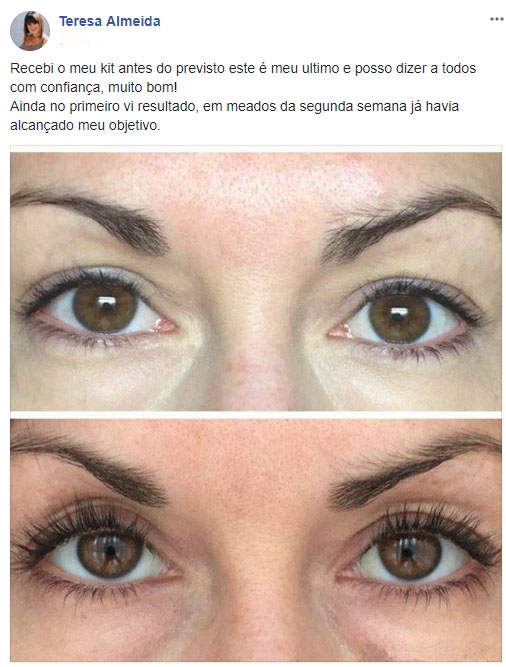 Teresa Almeida
Recebi o meu kit antes do previsto este é meu ultimo e posso dizer a todos
com confiança, muito bom!
Ainda no primeiro vi resultado, em meados da segunda semana já havia
alcançado meu objetivo.